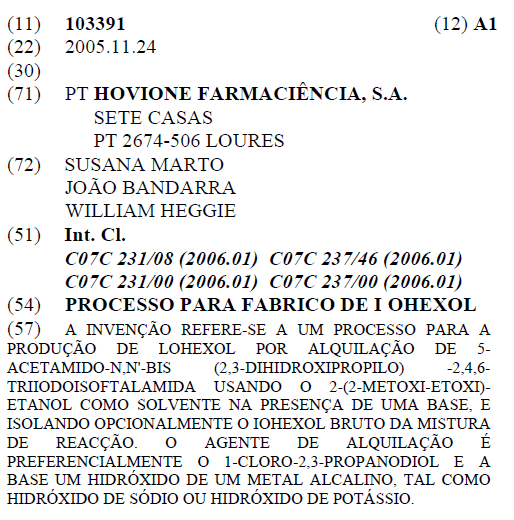 (11) 103391 (12) A1
(22) 2005.11.24
(30)
(71) PT HOVIONE FARMACIÊNCIA, S.A.
SETE CASAS
PT 2674-506 LOURES
(72) SUSANA MARTO
JOÃO BANDARRA
WILLIAM HEGGIE
(51) Int. Cl.
C07C 231/08 (2006.01) C07C 237/46 (2006.01)
C07C 231/00 (2006.01) C07C 237/00 (2006.01)
(54) PROCESSO PARA FABRICO DE I OHEXOL
(57) A INVENÇÃO REFERE-SE A UM PROCESSO PARA A
PRODUÇÃO DE LOHEXOL POR ALQUILAÇÃO DE 5-
ACETAMIDO-N,N'-BIS (2,3-DIHIDROXIPROPILO) -2,4,6-
TRIIODOISOFTALAMIDA USANDO O 2-(2-METOXI-ETOXI)-
ETANOL COMO SOLVENTE NA PRESENÇA DE UMA BASE, E
ISOLANDO OPCIONALMENTE O IOHEXOL BRUTO DA MISTURA
DE REACÇÃO. O AGENTE DE ALQUILAÇÃO É
PREFERENCIALMENTE O 1-CLORO-2,3-PROPANODIOL E A
BASE UM HIDRÓXIDO DE UM METAL ALCALINO, TAL COMO
HIDRÓXIDO DE SÓDIO OU HIDRÓXIDO DE POTÁSSIO.